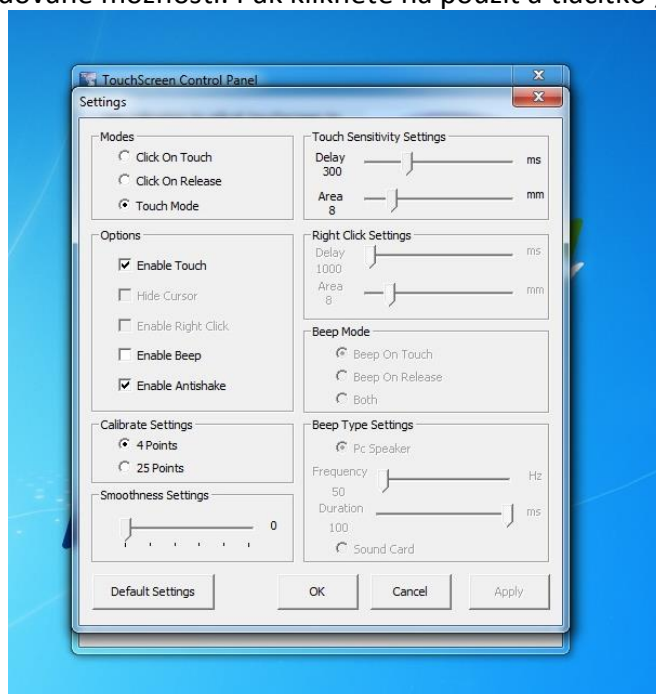 možnosti. Pak klikněte na použít a tlačítko
TouchScreen Control Panel
Settings
Modes
Click On Touch
Click On Release
Touch Mode
Options
Enable Touch
Hide Cursor
Enable Right Click
Enable Beep
Enable Antishake
Calibrate Settings
4 Points
25 Points
Smoothness Settings
0
Touch Sensitivity Settings
Delay ms
300
Area mm
8
Right Click Settings
Delay ms
1000
Area mm
8
Beep Mode
Beep On Touch
Beep On Release
Both
Beep Type Settings
Pc Speaker
Frequency Hz
50
Duration ms
100
Sound Card
Default Settings
OK
Cancel
Apply